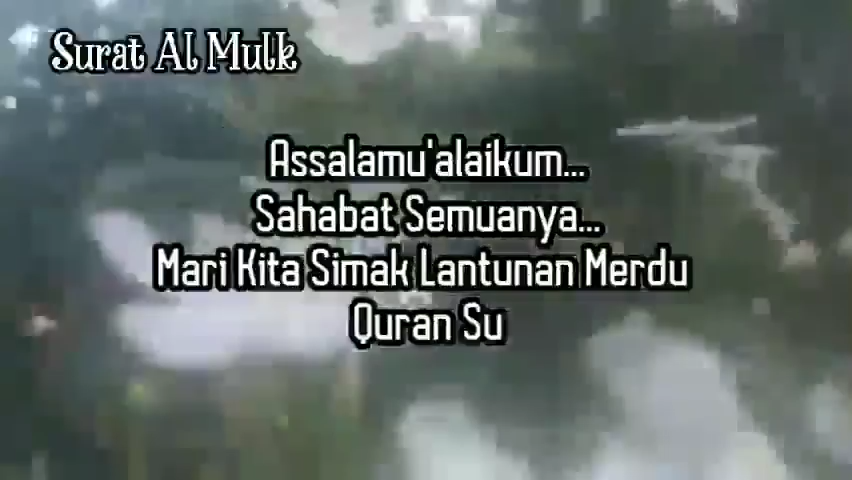 Surat Al Mulk
Assalamu'alaikum...
Sahabat Semuanya...
Mari Kita Simak Lantunan Merdu
Quran Su